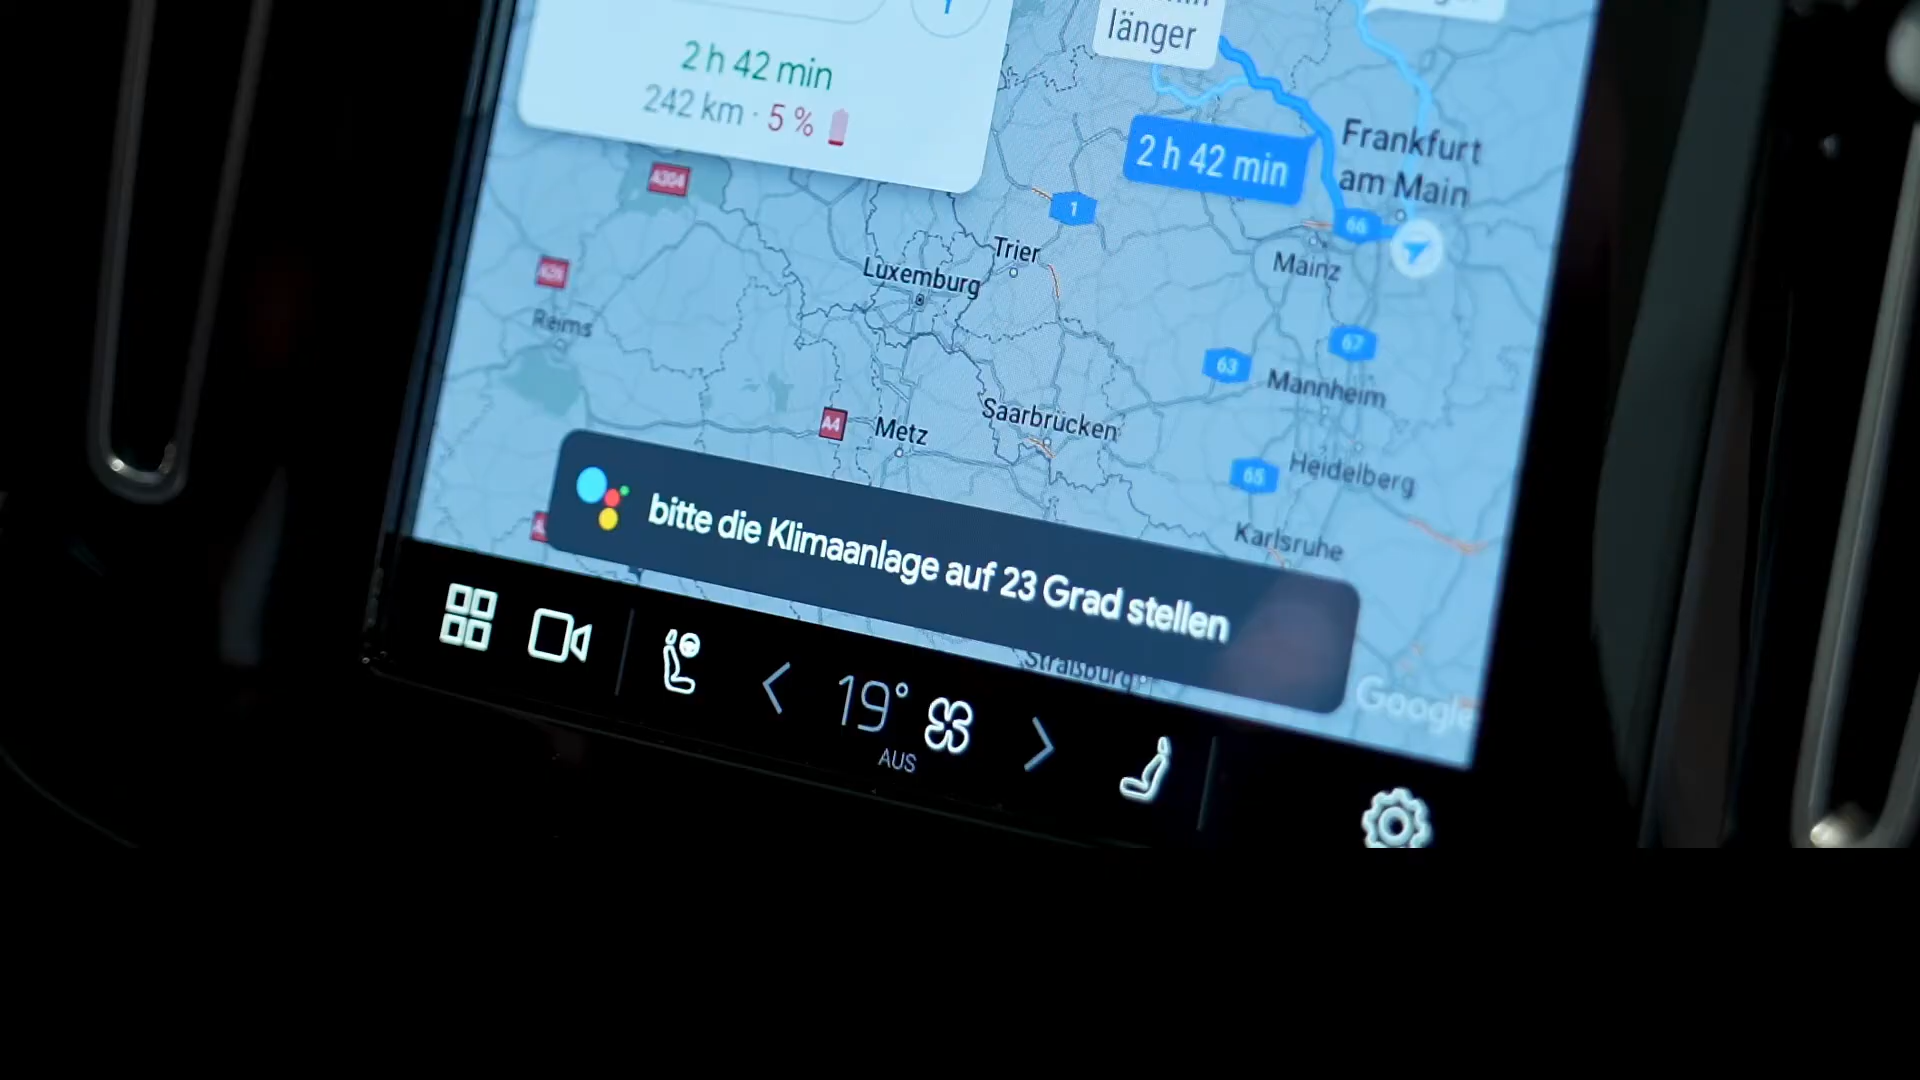 länger
2 h 42 min
242 km · 5 %
2 h 42 min
Frankfurt
am Main
A304
1
66
Trier
Mainz
Luxemburg
A26
Reims
67
63
Mannheim
Saarbrücken
A4
Metz
65
Heidelberg
Karlsruhe
bitte die Klimaanlage auf 23 Grad stellen
Straßburg
Google
19°
AUS